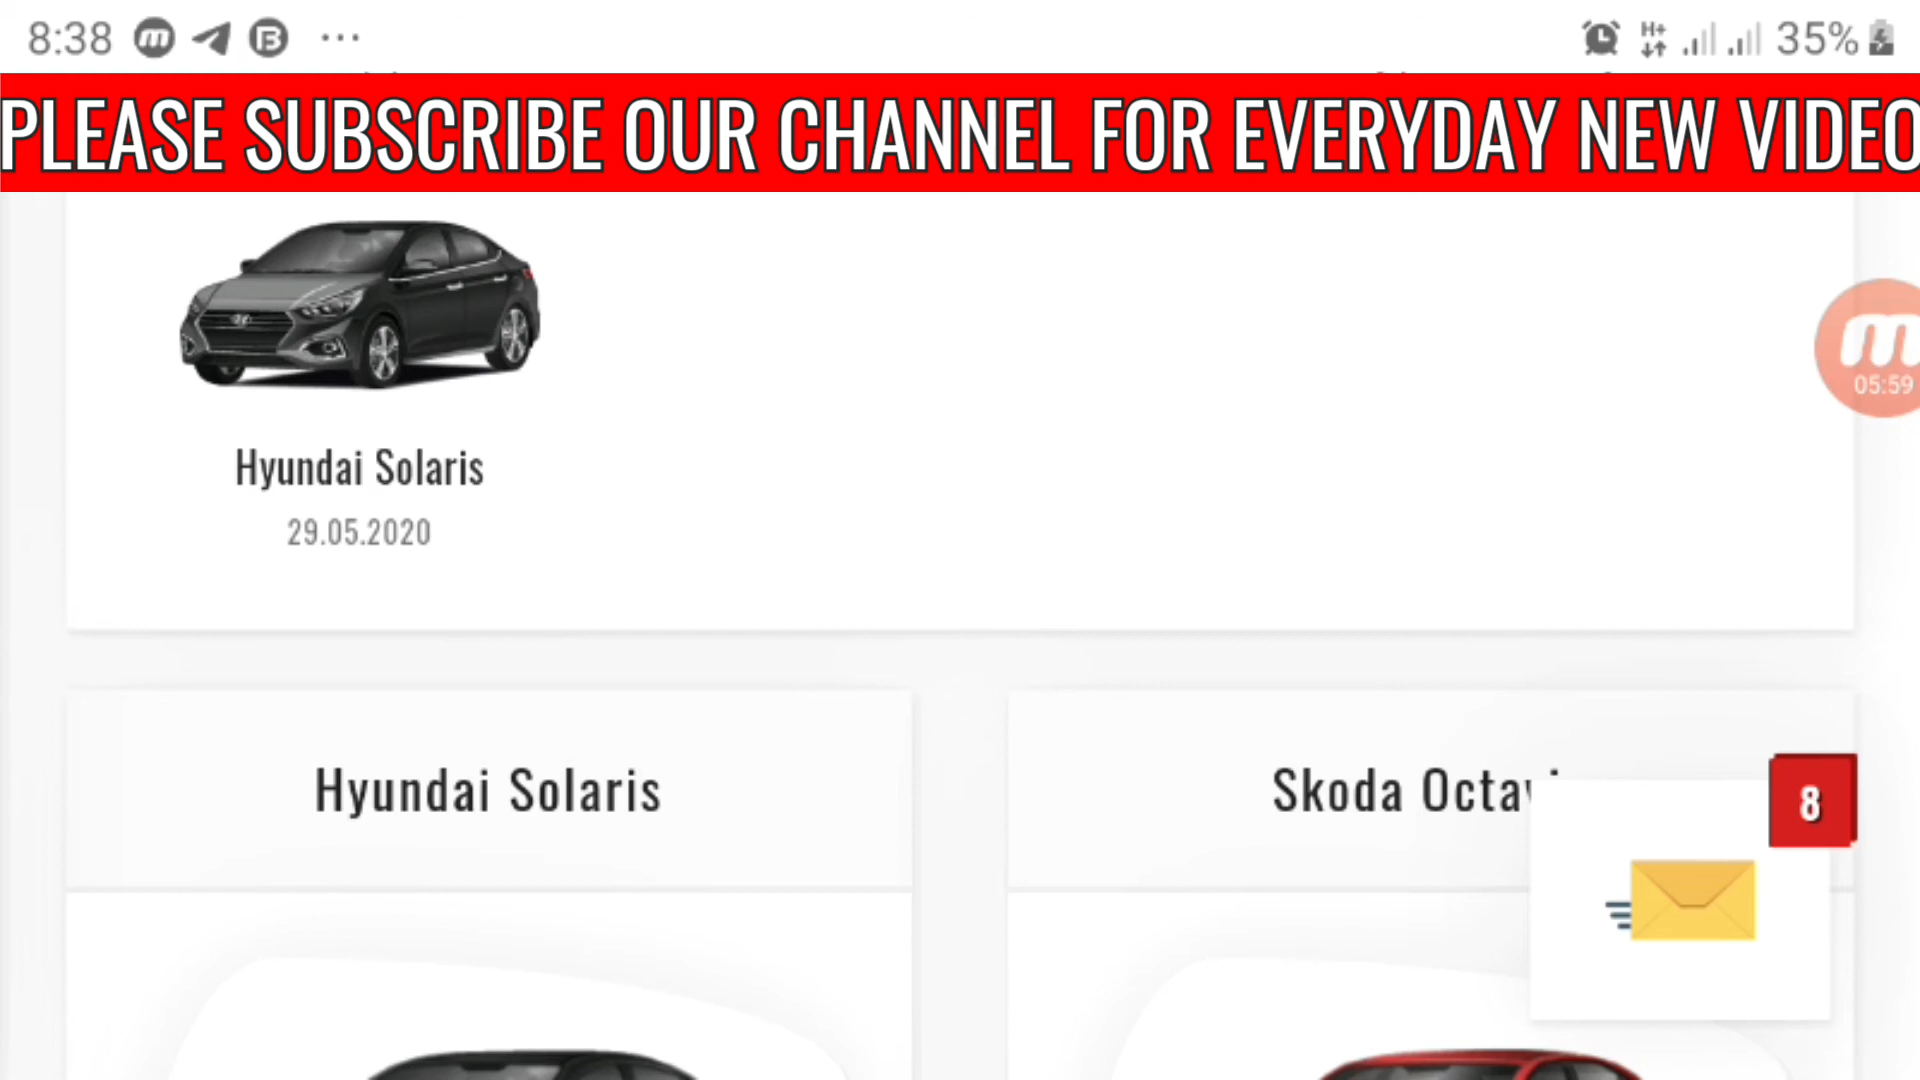 8:38
35%
PLEASE SUBSCRIBE OUR CHANNEL FOR EVERYDAY NEW VIDEO
Hyundai Solaris
29.05.2020
05:59
Hyundai Solaris
Skoda
8